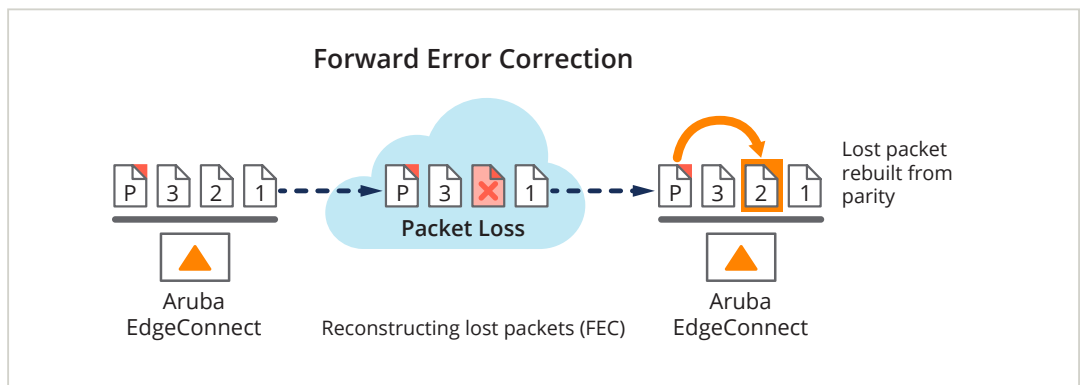 Forward Error Correction
P 3 2 1
P 3 1
P 3 2 1
Lost packet
rebuilt from
parity
Packet Loss
Aruba
EdgeConnect
Reconstructing lost packets (FEC)
Aruba
EdgeConnect